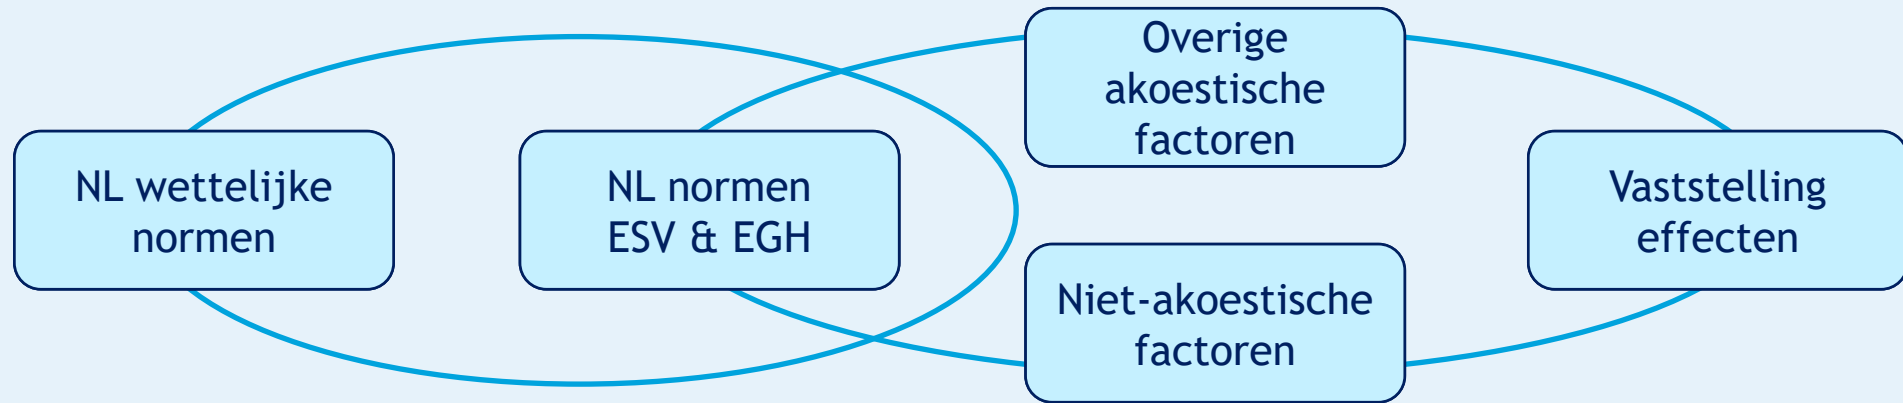 NL wettelijke
normen
NL normen
ESV & EGH
Overige
akoestische
factoren
Niet-akoestische
factoren
Vaststelling
effecten